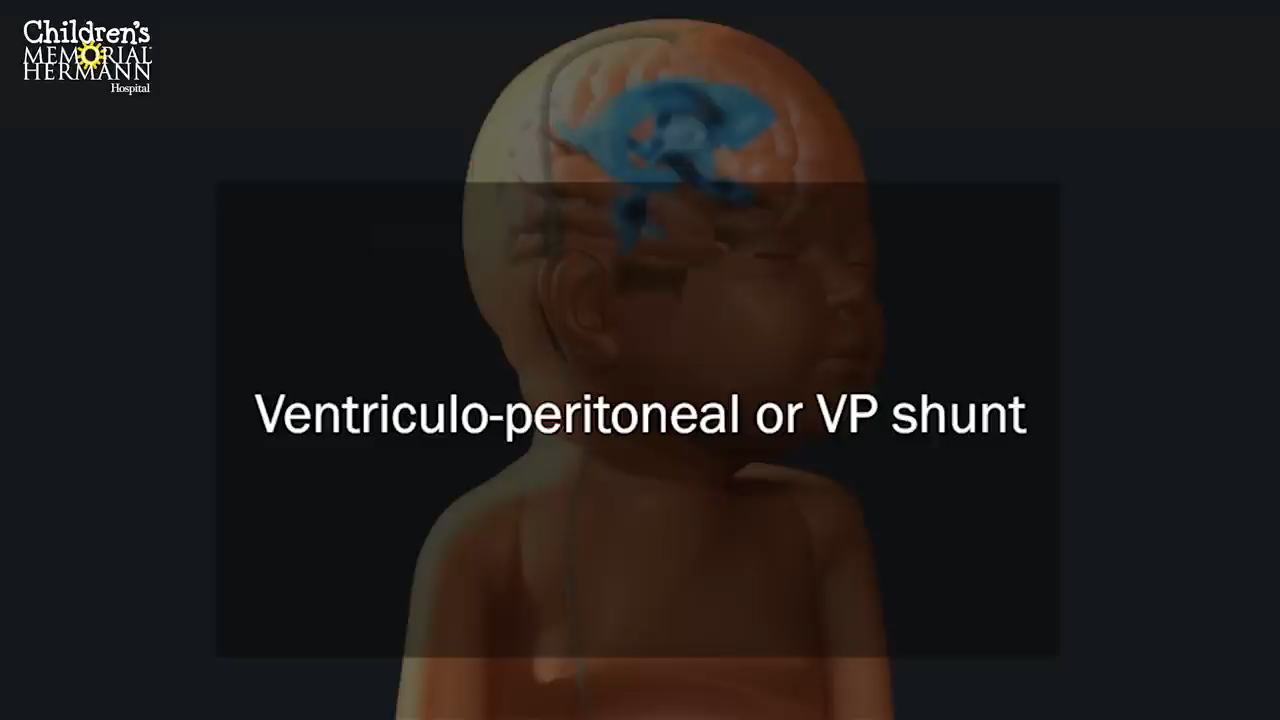 Children's
MEMORIAL
HERMANN
Hospital
Ventriculo-peritoneal or VP shunt